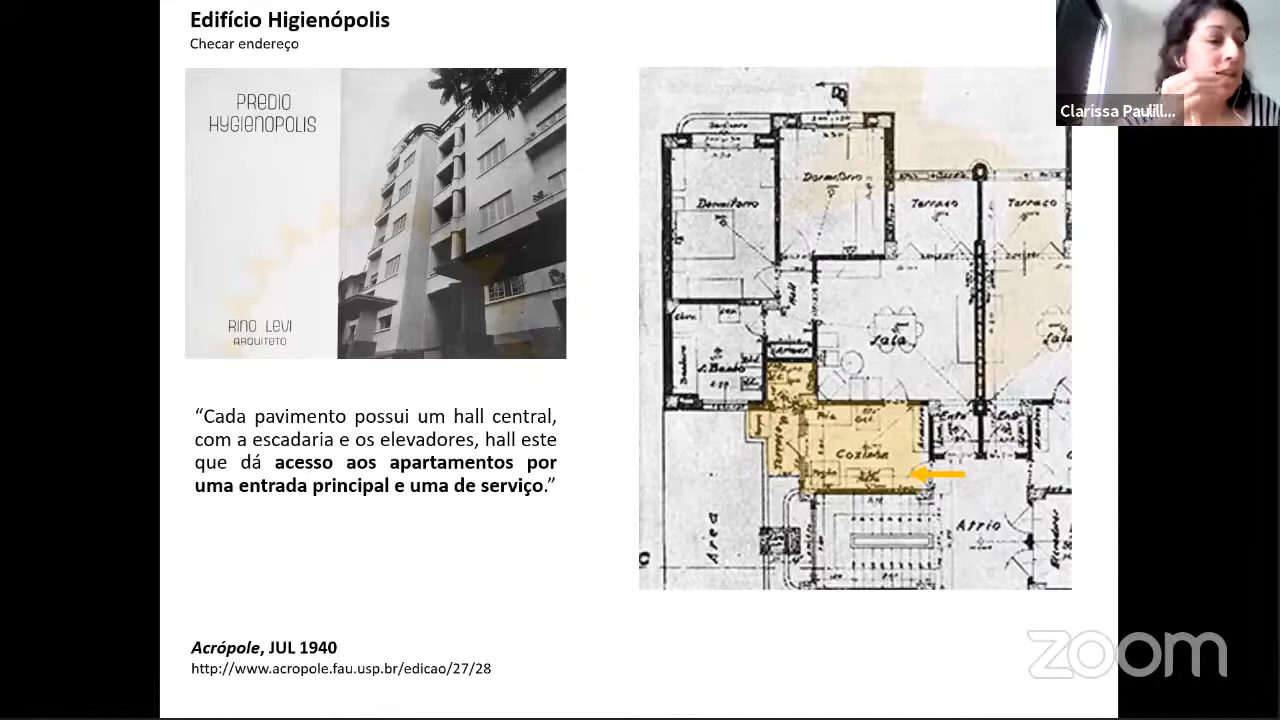 Edifício Higienópolis
Checar endereço
PREDIO
HYGIENOPOLIS
RINO LEVI
ARQUITETO
“Cada pavimento possui um hall central,
com a escadaria e os elevadores, hall este
que dá acesso aos apartamentos por
uma entrada principal e uma de serviço.”
Acrópole, JUL 1940
http://www.acropole.fau.usp.br/edicao/27/28
Dormitorio
Dormitorio
Terraço
Terraço
Hall
Sala
S. Banho
Cozinha
Area
Atrio
Clarissa Paulill...
zoom